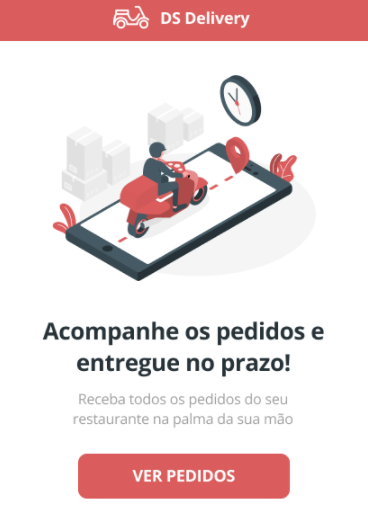 DS Delivery
Acompanhe os pedidos e
entregue no prazo!
Receba todos os pedidos do seu
restaurante na palma da sua mão
VER PEDIDOS